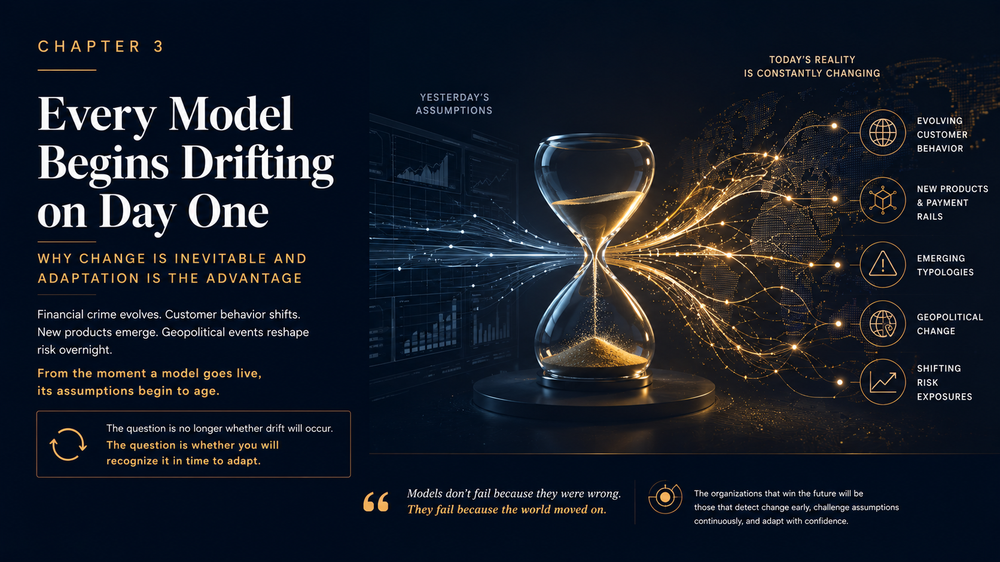 CHAPTER 3
Every Model
Begins Drifting
on Day One
WHY CHANGE IS INEVITABLE AND
ADAPTATION IS THE ADVANTAGE
Financial crime evolves. Customer behavior shifts.
New products emerge. Geopolitical events reshape
risk overnight.
From the moment a model goes live,
its assumptions begin to age.
The question is no longer whether drift will occur.
The question is whether you will
recognize it in time to adapt.
YESTERDAY’S
ASSUMPTIONS
TODAY’S REALITY
IS CONSTANTLY CHANGING
EVOLVING
CUSTOMER
BEHAVIOR
NEW PRODUCTS
& PAYMENT
RAILS
EMERGING
TYPOLOGIES
GEOPOLITICAL
CHANGE
SHIFTING
RISK
EXPOSURES
“
Models don’t fail because they were wrong.
They fail because the world moved on.
The organizations that win the future will be
those that detect change early, challenge assumptions
continuously, and adapt with confidence.